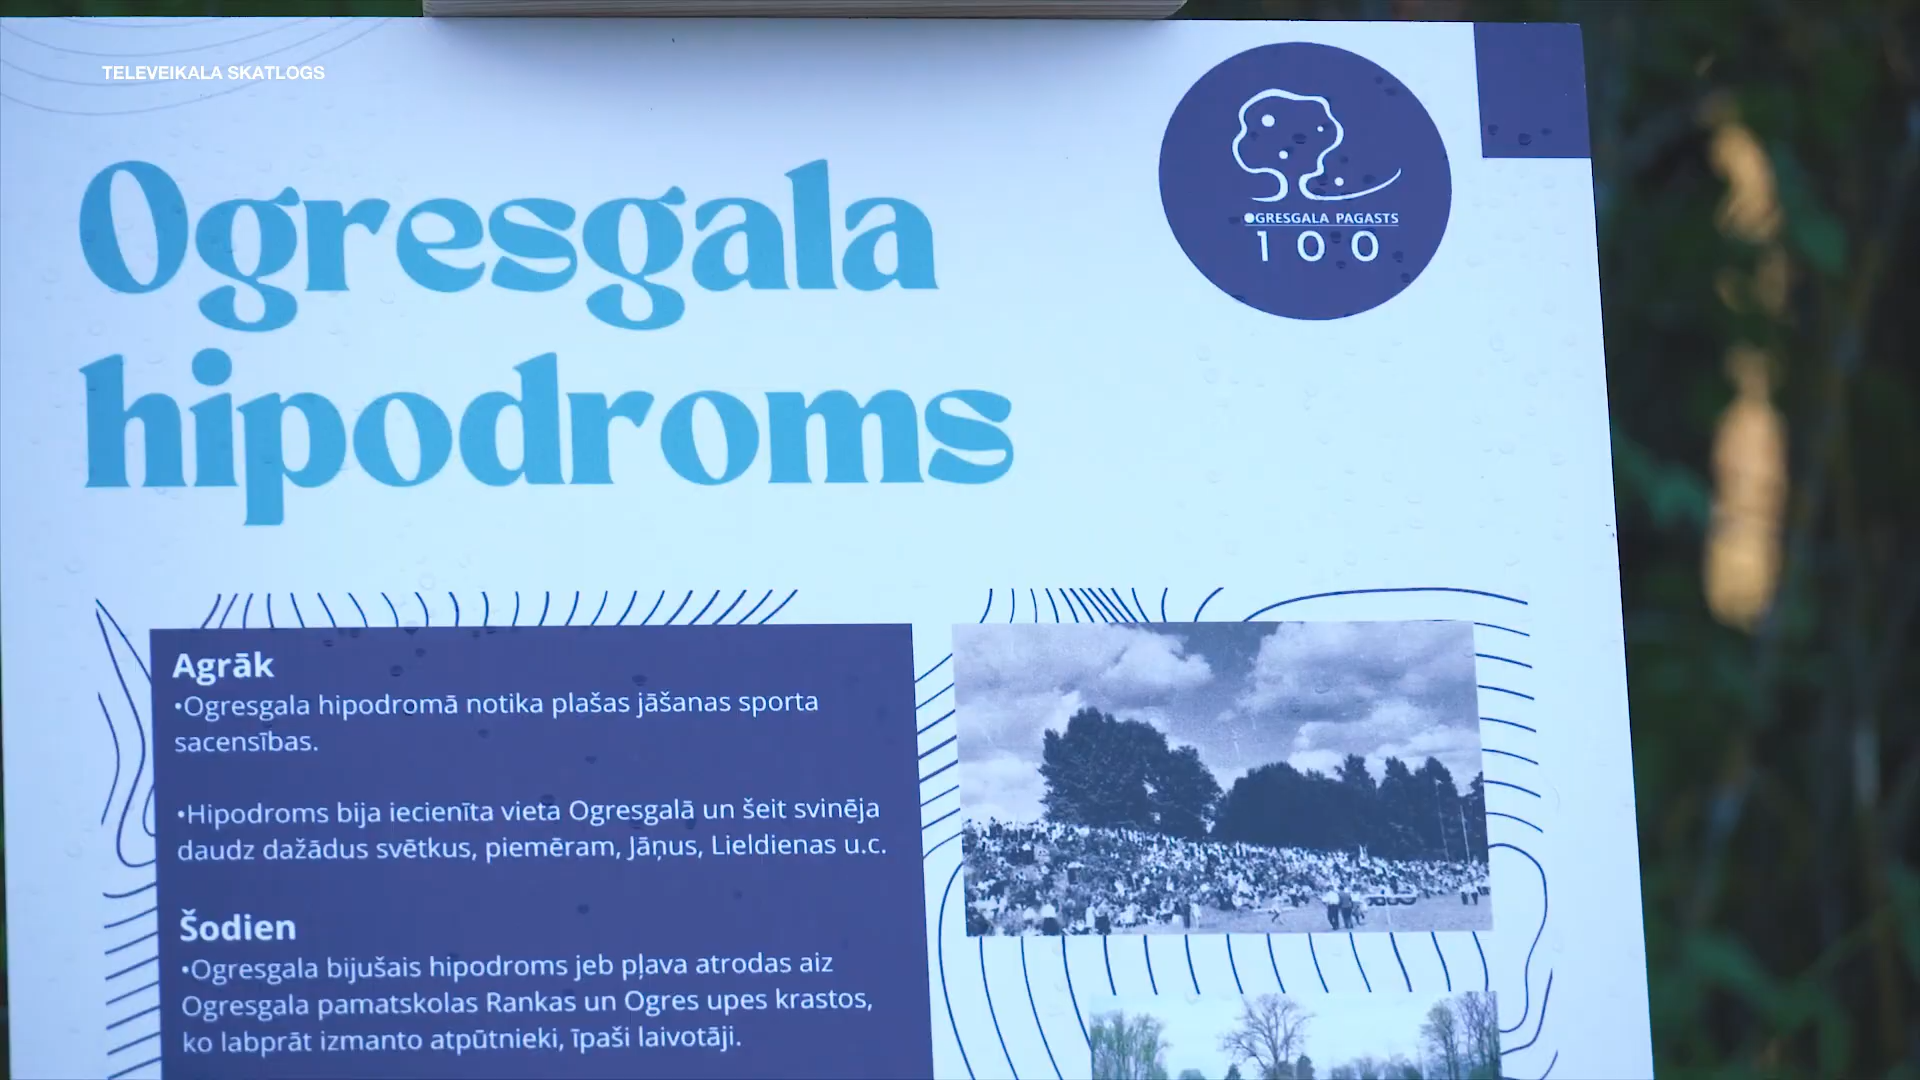 TELEVEIKALA SKATLOGS
Ogresgala
hipodroms
OGRESGALA PAGASTS
100
Agrāk
•Ogresgala hipodromā notika plašas jāšanas sporta
sacensības.
•Hipodroms bija iecienīta vieta Ogresgalā un šeit svinēja
daudz dažādus svētkus, piemēram, Jāņus, Lieldienas u.c.
Šodien
•Ogresgala bijušais hipodroms jeb pļava atrodas aiz
Ogresgala pamatskolas Rankas un Ogres upes krastos,
ko labprāt izmanto atpūtnieki, īpaši laivotāji.